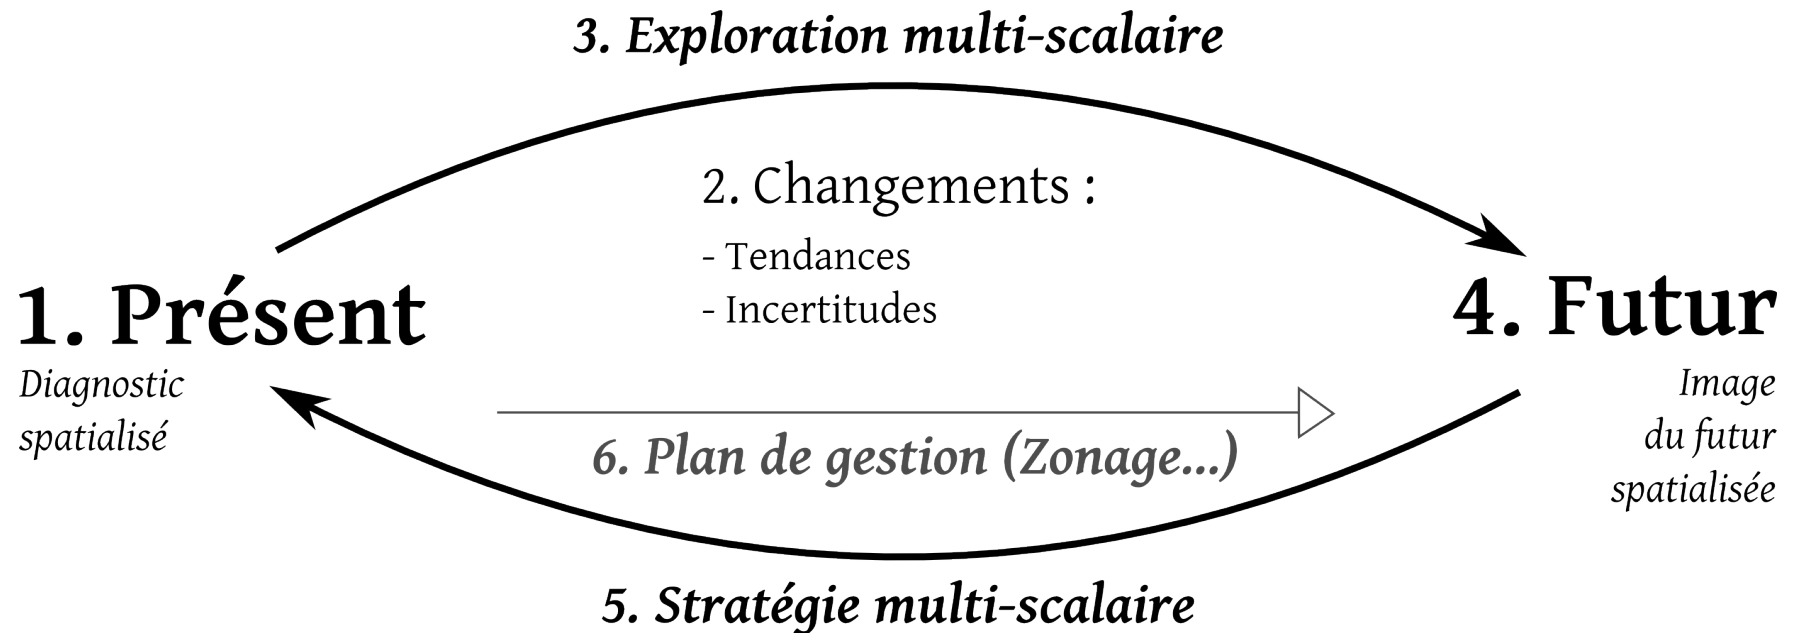 3. Exploration multi-scalaire
2. Changements :
- Tendances
- Incertitudes
1. Présent
Diagnostic
spatialisé
4. Futur
Image
du futur
spatialisée
6. Plan de gestion (Zonage...)
5. Stratégie multi-scalaire